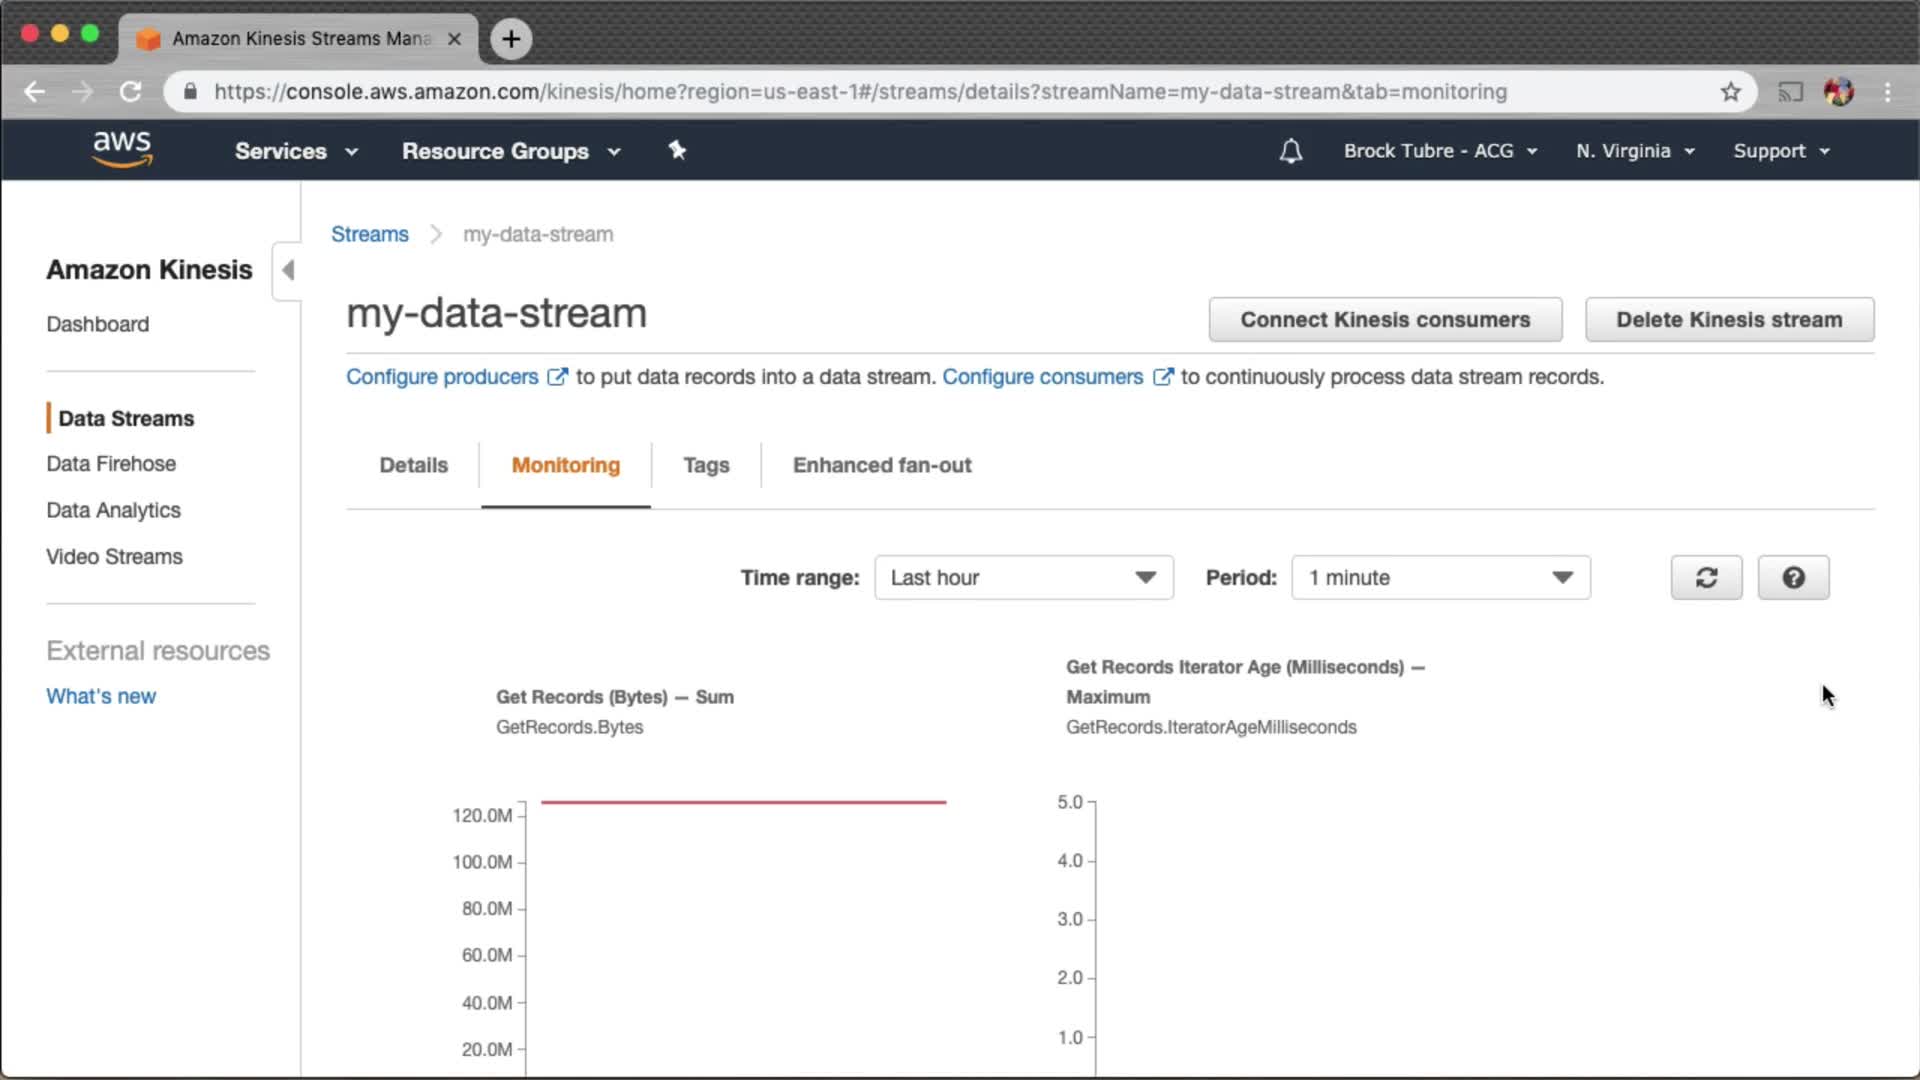 Amazon Kinesis Streams Mana
https://console.aws.amazon.com/kinesis/home?region=us-east-1#/streams/details?streamName=my-data-stream&tab=monitoring
aws
Services
Resource Groups
Brock Tubre - ACG
N. Virginia
Support
Amazon Kinesis
Dashboard
Data Streams
Data Firehose
Data Analytics
Video Streams
External resources
What's new
Streams
my-data-stream
my-data-stream
Connect Kinesis consumers
Delete Kinesis stream
Configure producers to put data records into a data stream. Configure consumers to continuously process data stream records.
Details
Monitoring
Tags
Enhanced fan-out
Time range:
Last hour
Period:
1 minute
Get Records (Bytes) — Sum
GetRecords.Bytes
120.0M
100.0M
80.0M
60.0M
40.0M
20.0M
Get Records Iterator Age (Milliseconds) —
Maximum
GetRecords.IteratorAgeMilliseconds
5.0
4.0
3.0
2.0
1.0